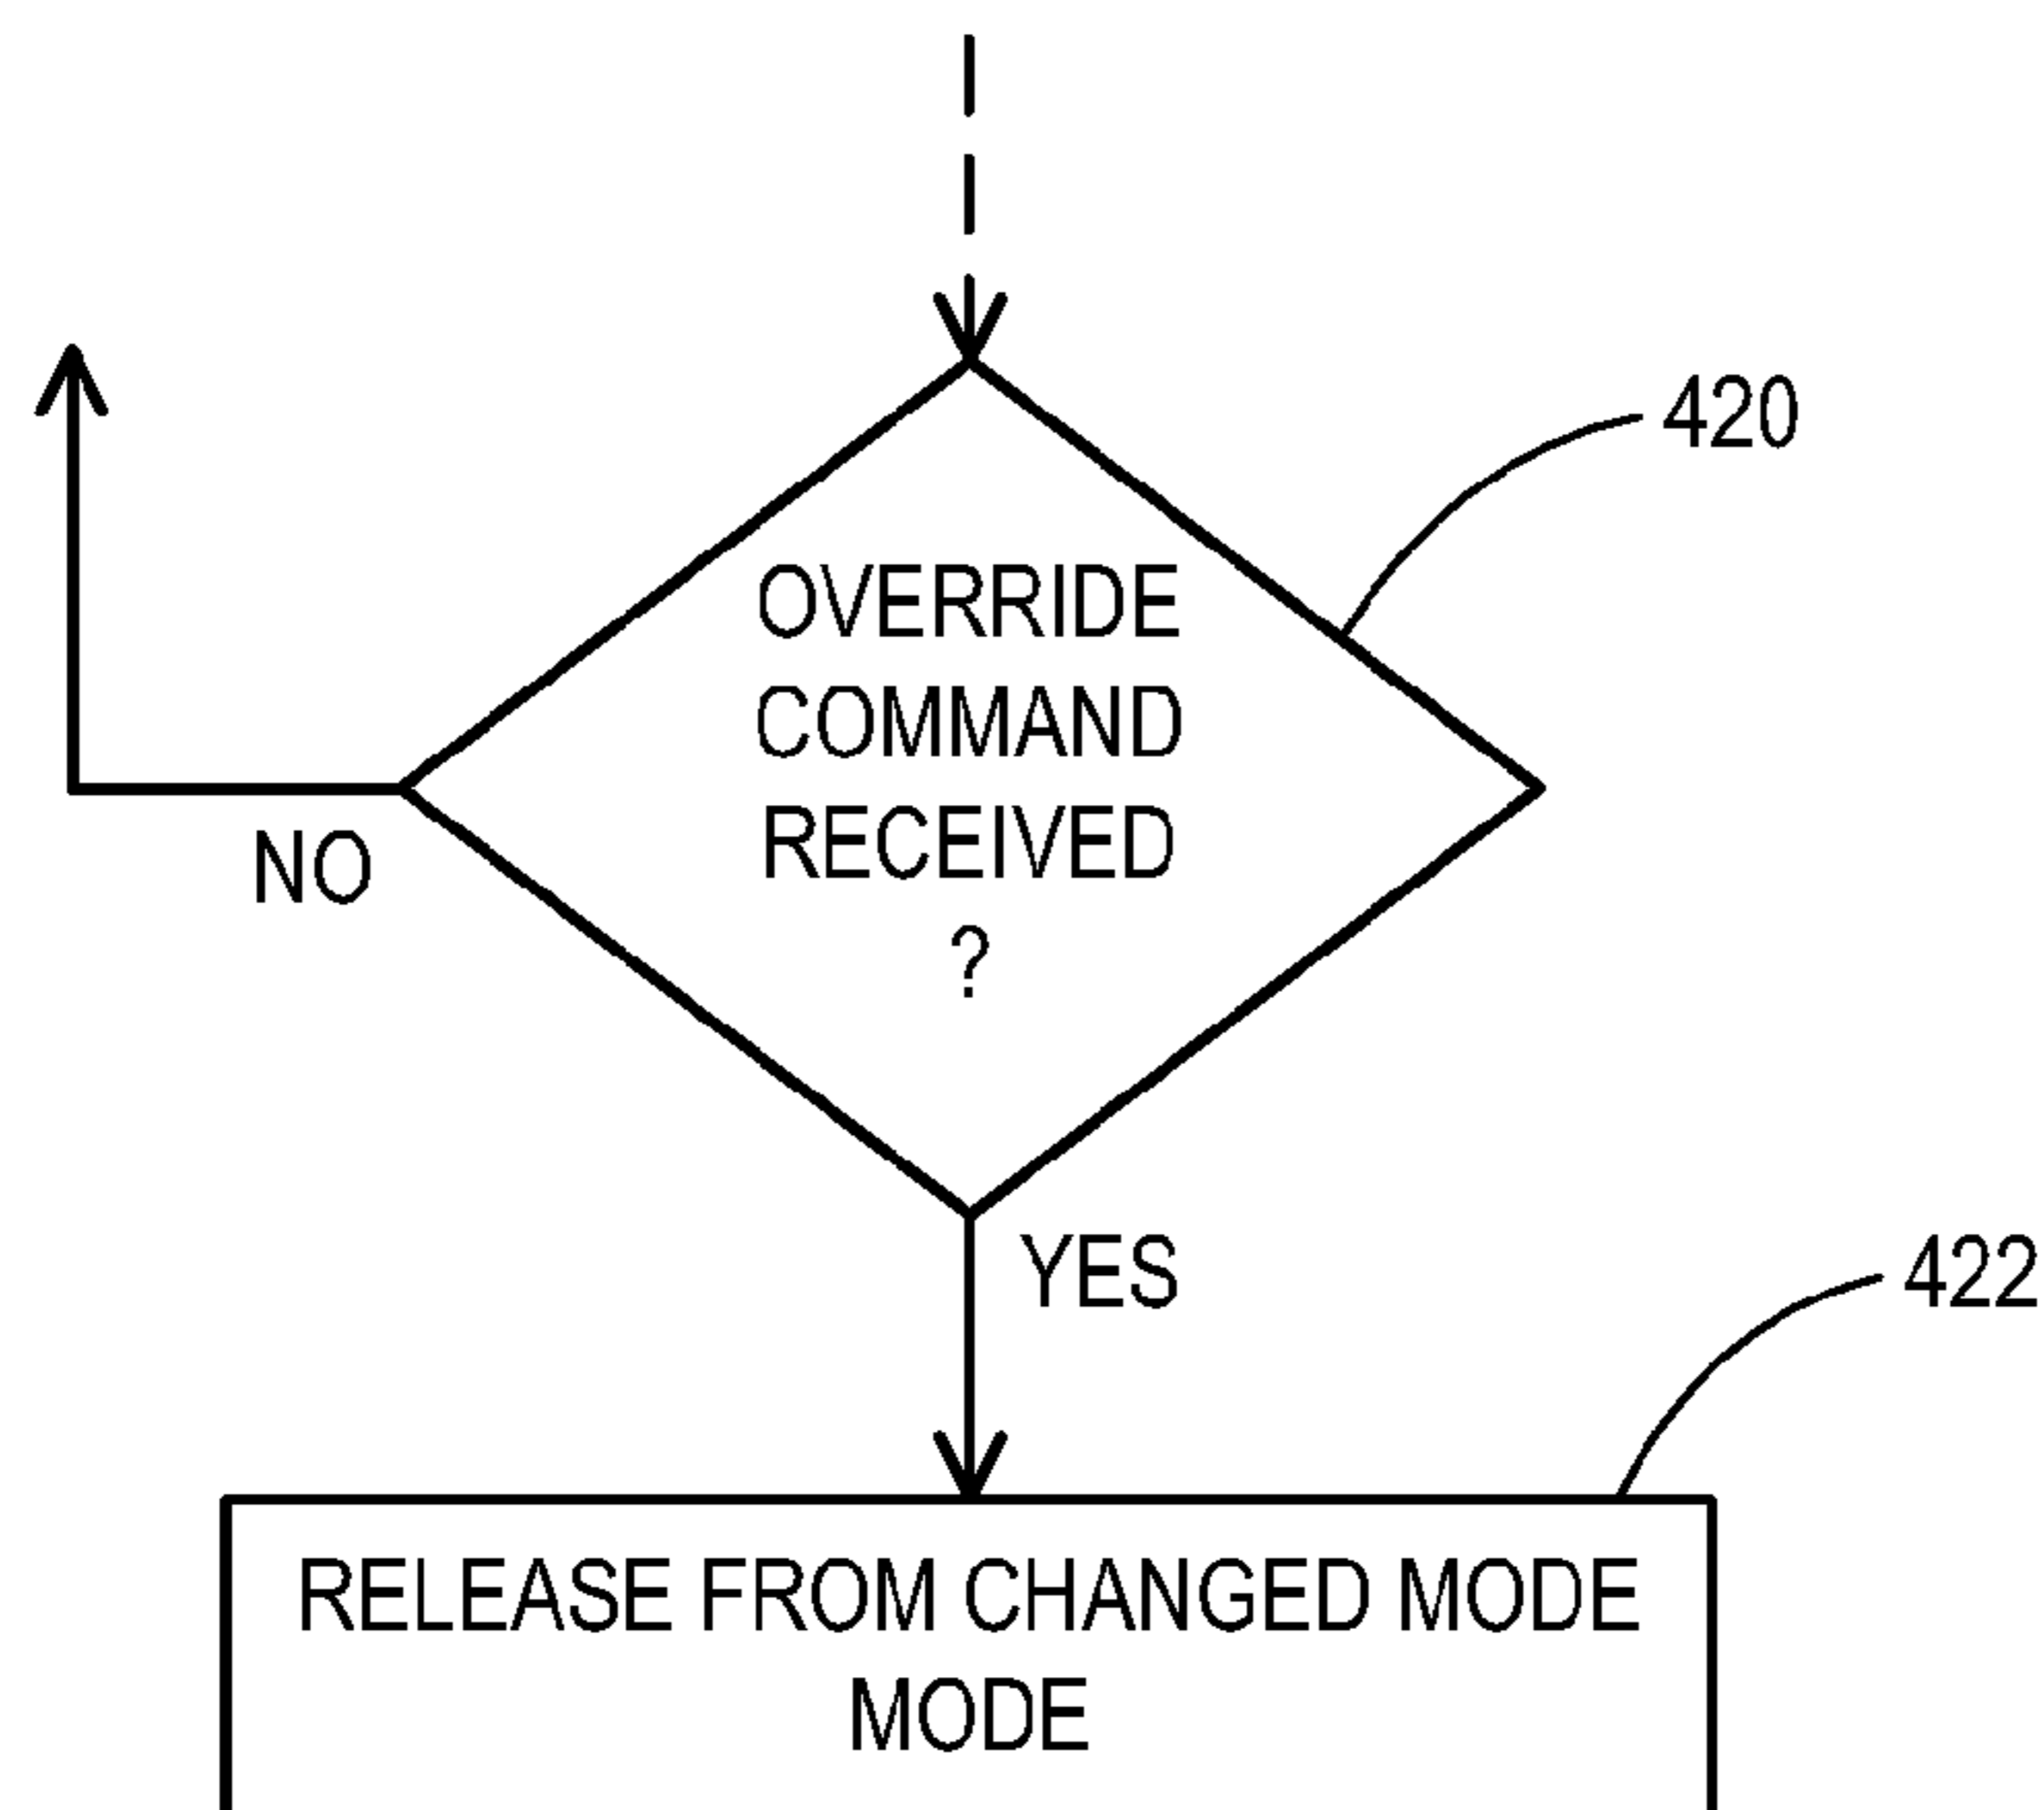 420
OVERRIDE
COMMAND
RECEIVED
?
NO
YES
422
RELEASE FROM CHANGED MODE
MODE